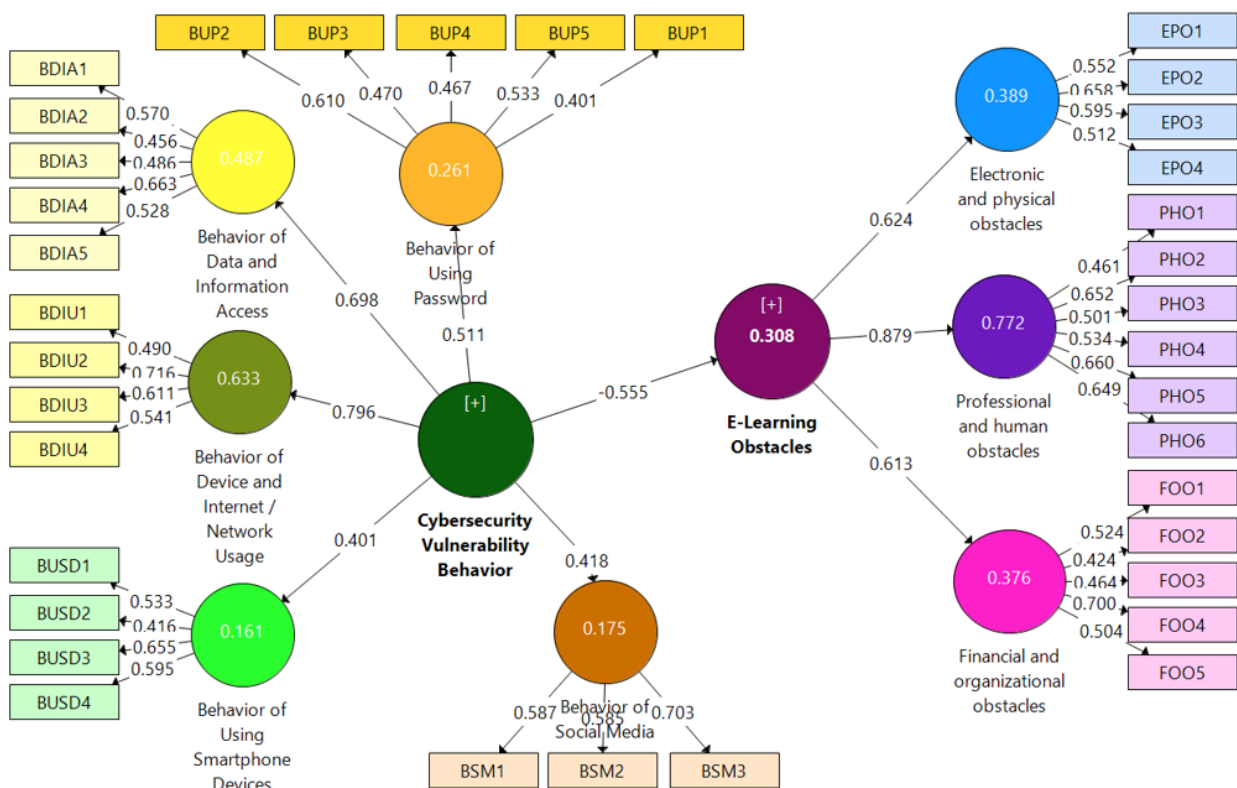 BUP2
BUP3
BUP4
BUP5
BUP1
0.610
0.470
0.467
0.533
0.401
0.261
Behavior of
Using
Password
0.511
BDIA1
BDIA2
BDIA3
BDIA4
BDIA5
0.570
0.456
0.486
0.663
0.528
0.487
Behavior of
Data and
Information
Access
0.698
BDIU1
BDIU2
BDIU3
BDIU4
0.490
0.716
0.611
0.541
0.633
Behavior of
Device and
Internet /
Network
Usage
0.796
BUSD1
BUSD2
BUSD3
BUSD4
0.533
0.416
0.655
0.595
0.161
Behavior of
Using
Smartphone
Devices
0.401
[+]
Cybersecurity
Vulnerability
Behavior
0.418
0.175
Behavior of
Social Media
0.587
0.585
0.703
BSM1
BSM2
BSM3
-0.555
[+]
0.308
E-Learning
Obstacles
0.624
0.879
0.613
0.389
Electronic
and physical
obstacles
0.552
0.658
0.595
0.512
EPO1
EPO2
EPO3
EPO4
0.772
Professional
and human
obstacles
0.461
0.652
0.501
0.534
0.660
0.649
PHO1
PHO2
PHO3
PHO4
PHO5
PHO6
0.376
Financial and
organizational
obstacles
0.524
0.424
0.464
0.700
0.504
FOO1
FOO2
FOO3
FOO4
FOO5